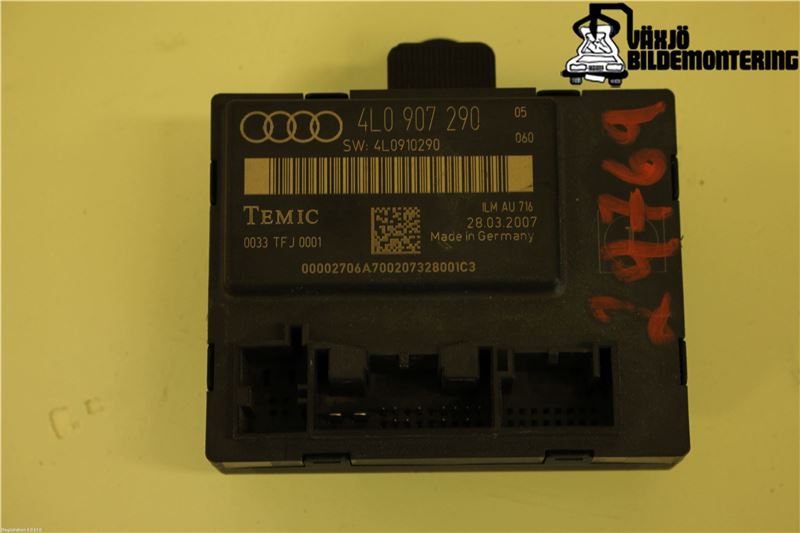 VÄXJÖ
BILDEMONTERING
4L0 907 290
05
SW: 4L0910290
060
TEMIC
ILM AU 716
28.03.2007
0033 TFJ 0001
Made in Germany
00002706A700207328001C3